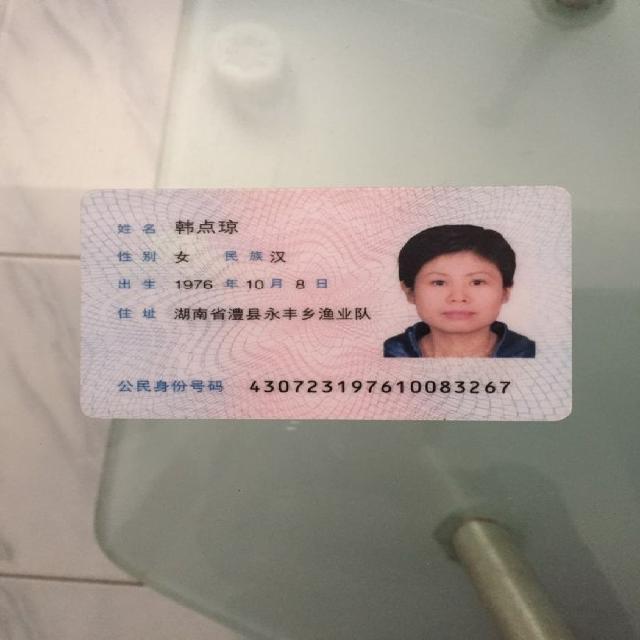 姓名 韩点琼
性别 女 民族 汉
出生 1976 年 10 月 8 日
住址 湖南省澧县永丰乡渔业队
公民身份号码 430723197610083267